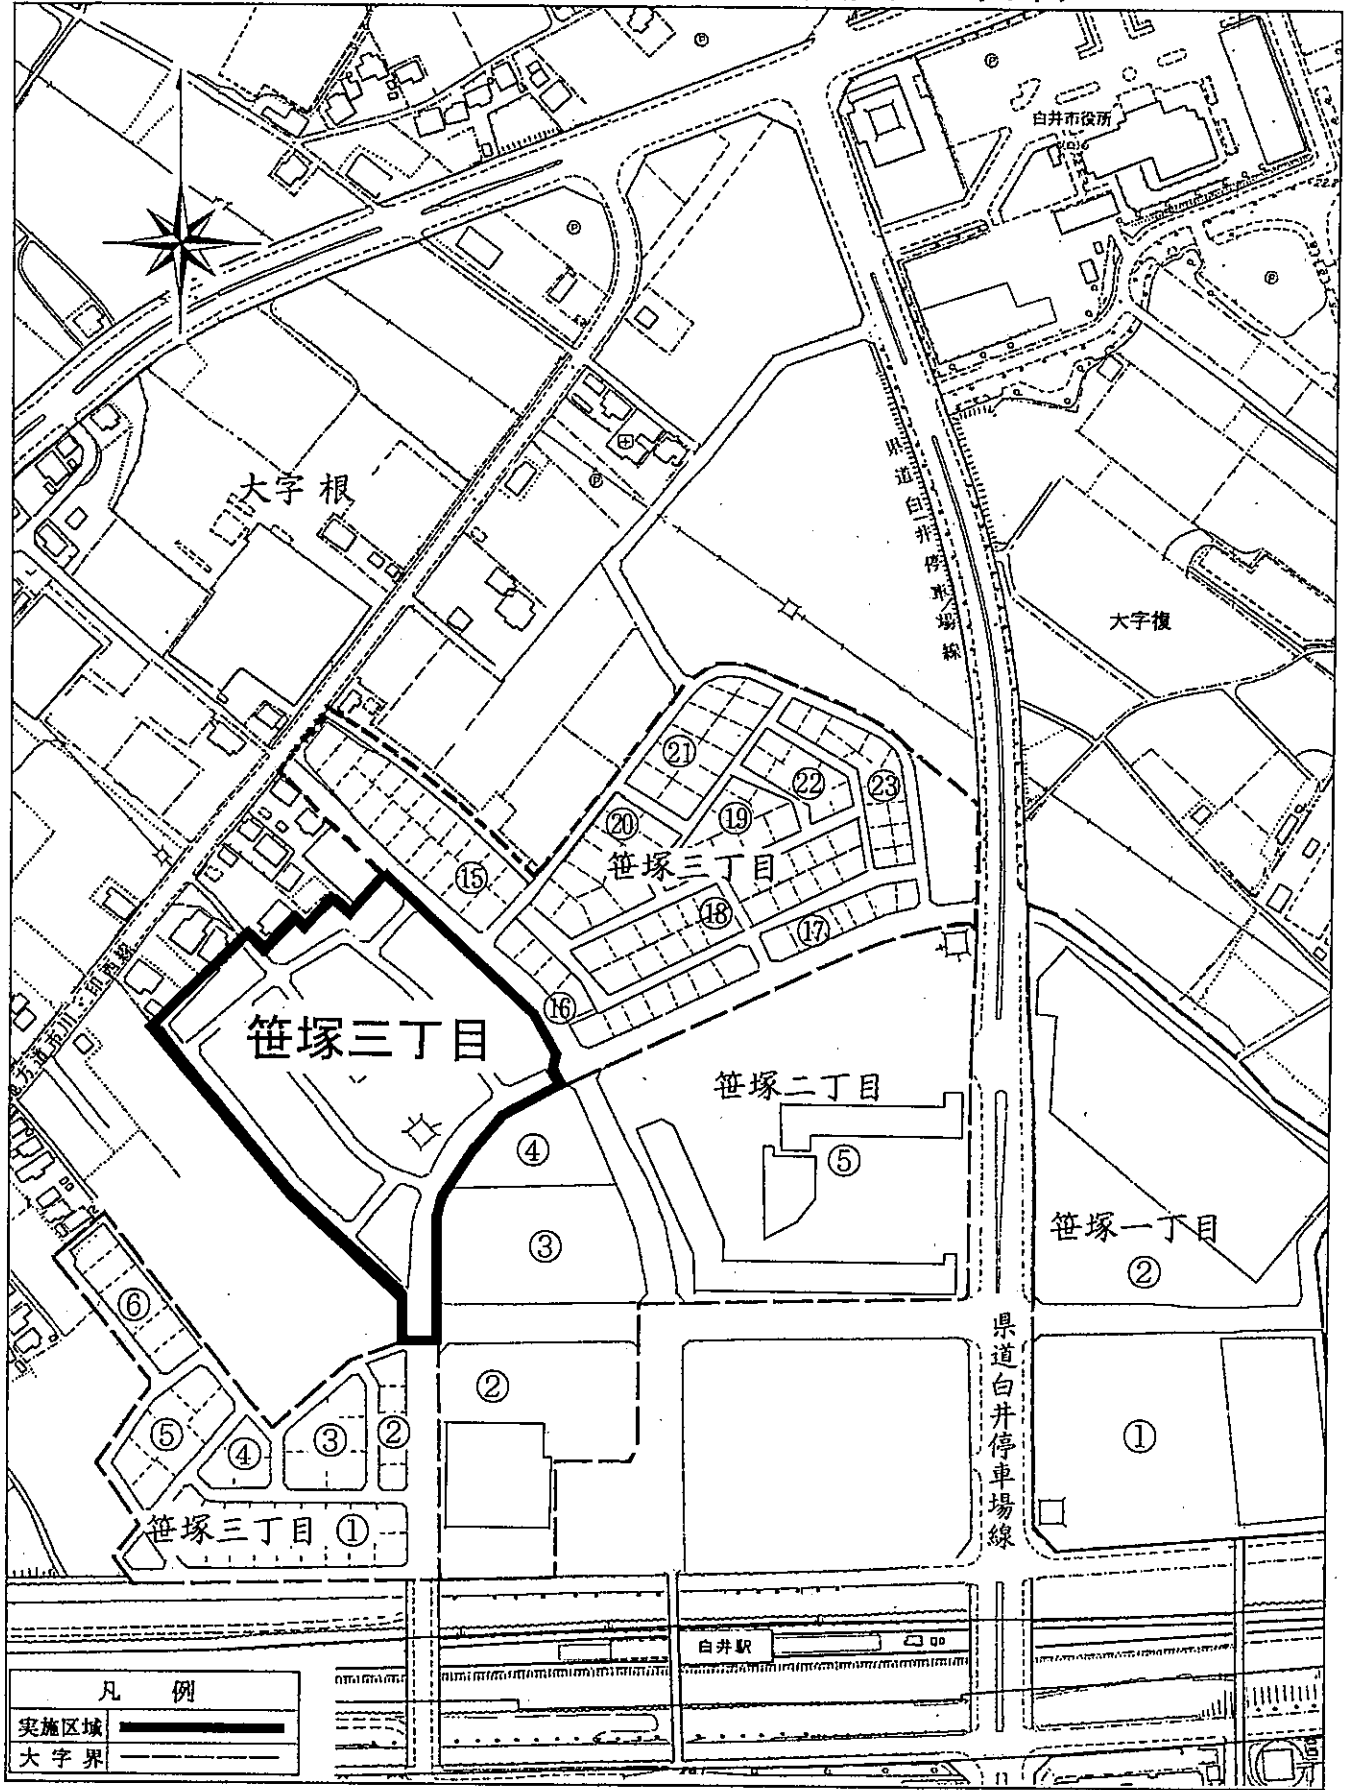 白井市役所
大字 根
県道白井停車場線
大字復
㉑
㉒
㉓
⑳
⑲
笹塚三丁目
⑮
⑱
⑰
⑯
笹塚三丁目
笹塚二丁目
④
⑤
③
笹塚一丁目
②
⑥
県道白井停車場線
②
①
⑤
④
③
②
笹塚三丁目 ①
白井駅
凡 例
実施区域
大字界